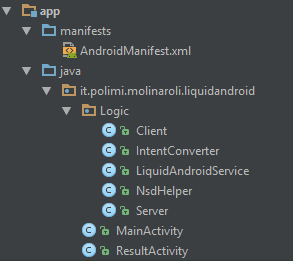 app
manifests
AndroidManifest.xml
java
it.polimi.molinaroli.liquidandroid
Logic
Client
IntentConverter
LiquidAndroidService
NsdHelper
Server
MainActivity
ResultActivity